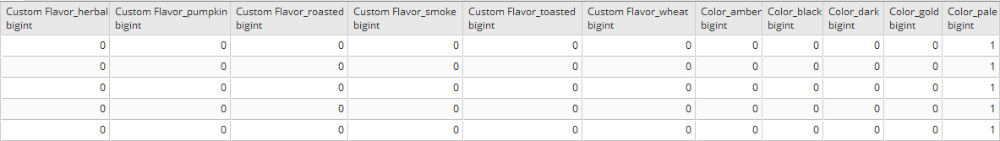 Custom Flavor_herbal Custom Flavor_pumpkin Custom Flavor_roasted Custom Flavor_smoke Custom Flavor_toasted Custom Flavor_wheat Color_amber Color_black Color_dark Color_gold Color_pale
bigint bigint bigint bigint bigint bigint bigint bigint bigint bigint bigint
0 0 0 0 0 0 0 0 0 0 1
0 0 0 0 0 0 0 0 0 0 1
0 0 0 0 0 0 0 0 0 0 1
0 0 0 0 0 0 0 0 0 0 1
0 0 0 0 0 0 0 0 0 0 1